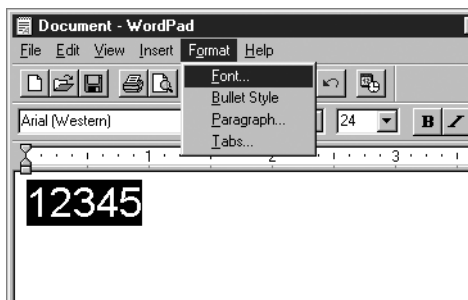 Document - WordPad
File Edit View Insert Format Help
Font...
Bullet Style
Arial (Western) Paragraph... 24 B I
Tabs...
1 2 3
12345